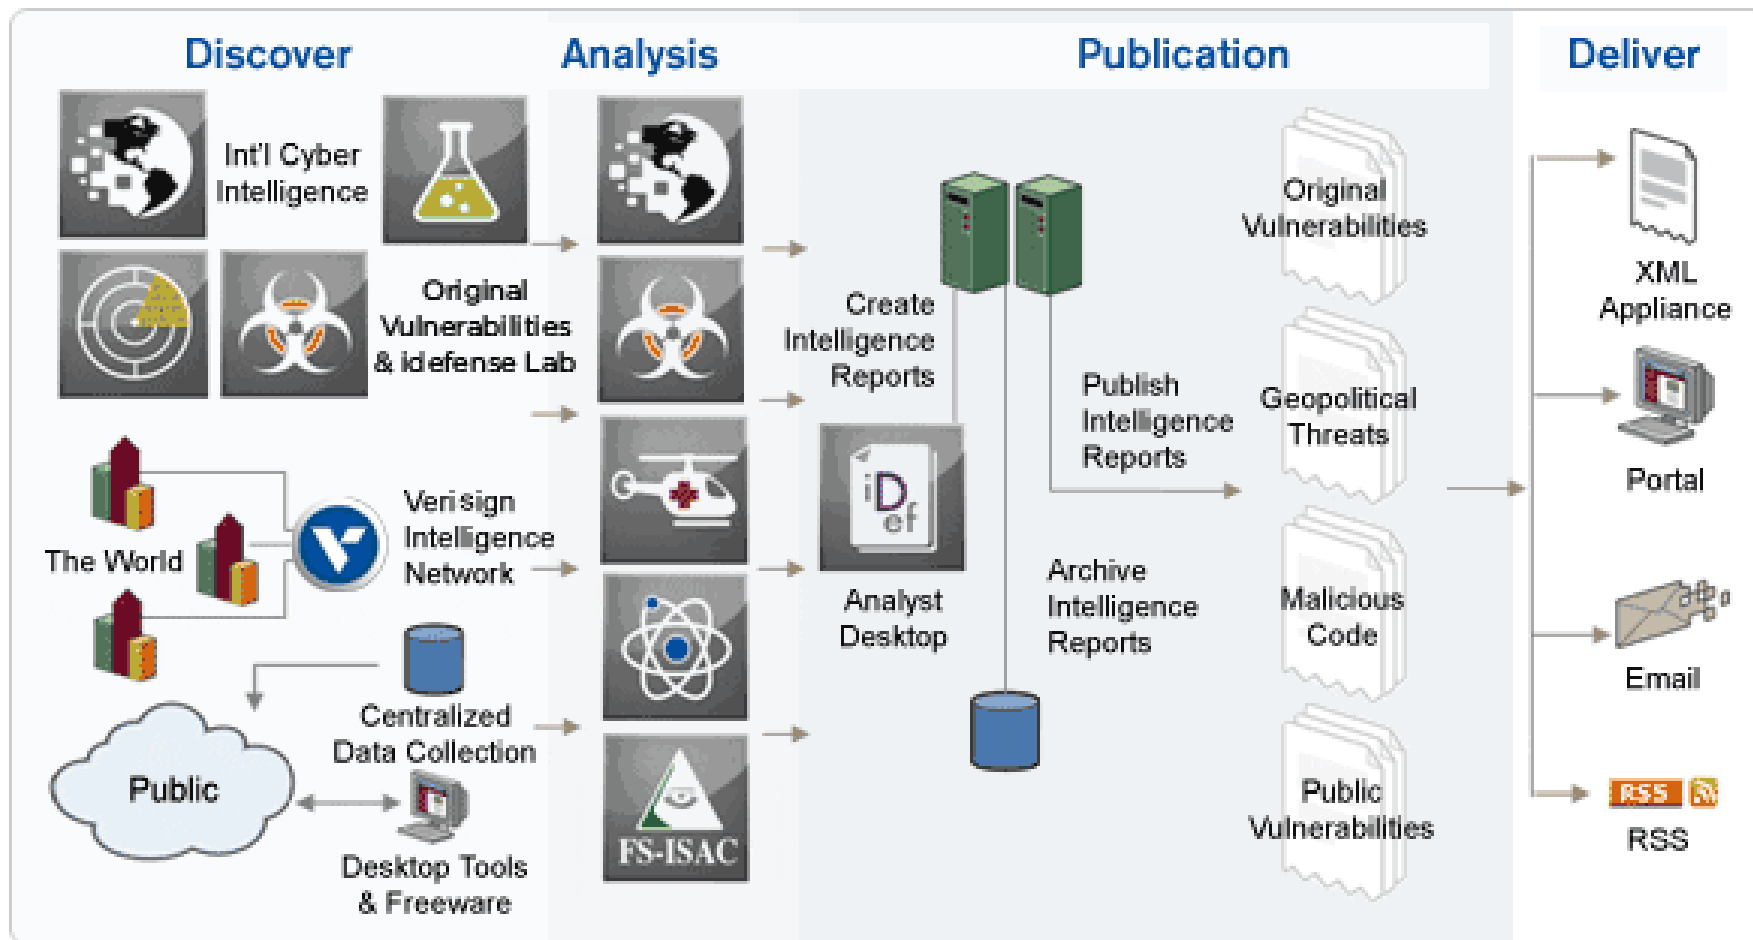 Discover
Analysis
Publication
Deliver
Int'l Cyber
Intelligence
Original
Vulnerabilities
& idefense Lab
The World
Verisign
Intelligence
Network
Centralized
Data Collection
Public
Desktop Tools
& Freeware
FS-ISAC
Create
Intelligence
Reports
iDef
ef
Analyst
Desktop
Publish
Intelligence
Reports
Archive
Intelligence
Reports
Original
Vulnerabilities
Geopolitical
Threats
Malicious
Code
Public
Vulnerabilities
XML
Appliance
Portal
Email
RSS
RSS